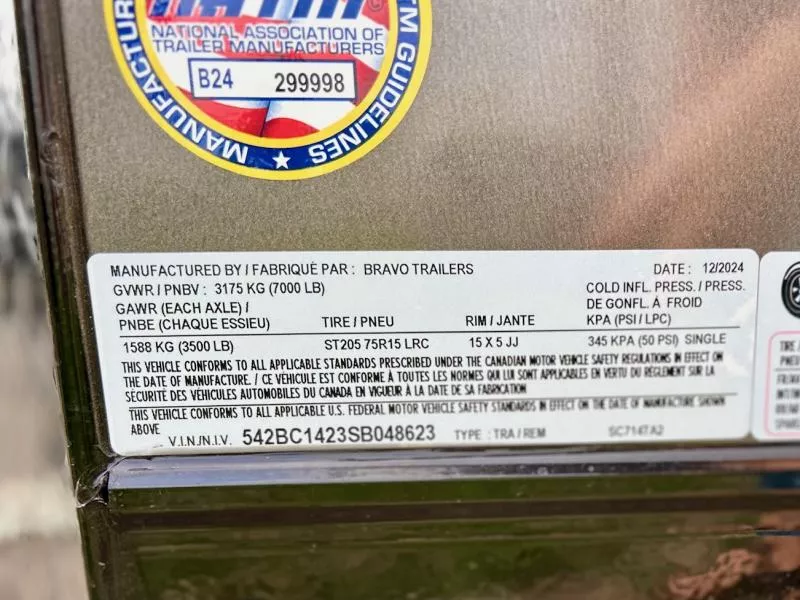 NATIONAL ASSOCIATION OF
TRAILER MANUFACTURERS
B24 299998
MANUFACTURER
GUIDELINES
MANUFACTURED BY / FABRIQUÉ PAR : BRAVO TRAILERS DATE : 12/2024
GVWR / PNBV : 3175 KG (7000 LB) COLD INFL. PRESS. / PRESS.
GAWR (EACH AXLE) / DE GONFL. À FROID
PNBE (CHAQUE ESSIEU) TIRE / PNEU RIM / JANTE KPA (PSI / LPC)
1588 KG (3500 LB) ST205 75R15 LRC 15 X 5 JJ 345 KPA (50 PSI) SINGLE
THIS VEHICLE CONFORMS TO ALL APPLICABLE STANDARDS PRESCRIBED UNDER THE CANADIAN MOTOR VEHICLE SAFETY REGULATIONS IN EFFECT ON
THE DATE OF MANUFACTURE. / CE VÉHICULE EST CONFORME À TOUTES LES NORMES QUI LUI SONT APPLICABLES EN VERTU DU RÈGLEMENT SUR LA
SÉCURITÉ DES VÉHICULES AUTOMOBILES DU CANADA EN VIGUEUR À LA DATE DE SA FABRICATION
THIS VEHICLE CONFORMS TO ALL APPLICABLE U.S. FEDERAL MOTOR VEHICLE SAFETY STANDARDS IN EFFECT ON THE DATE OF MANUFACTURE SHOWN
ABOVE
V.I.N./N.I.V. 542BC1423SB048623 TYPE : TRA / REM SC7147A2
TIRE /
PNEU